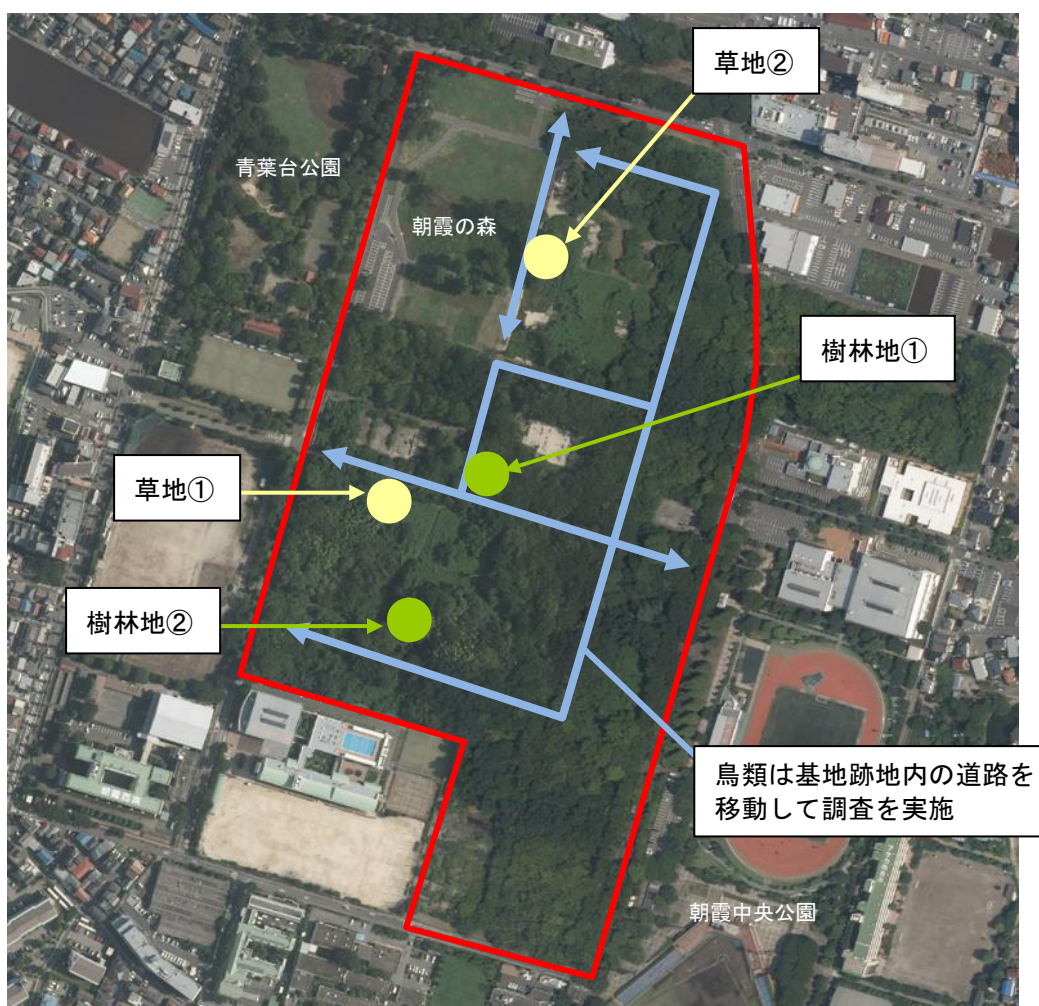 草地②
青葉台公園
朝霞の森
樹林地①
草地①
樹林地②
鳥類は基地跡地内の道路を
移動して調査を実施
朝霞中央公園